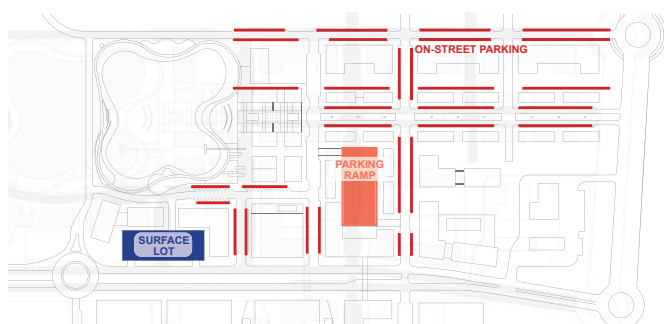 ON-STREET PARKING
PARKING
RAMP
SURFACE
LOT